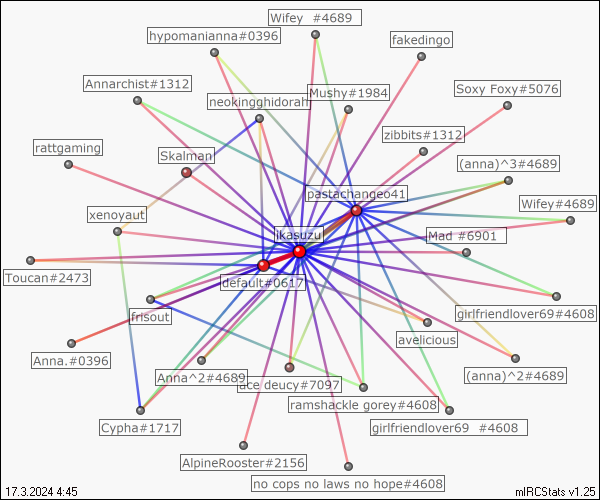 Wifey #4689
hypomanianna#0396
fakedingo
Annarchist#1312
neokingghidorah
Mushy#1984
Soxy Foxy#5076
zibbits#1312
rattgaming
Skalman
(anna)^3#4689
pastachangeo41
xenoyaut
Wifey#4689
jkasuzu
Mad #6901
Toucan#2473
default#0617
frisout
girlfriendlover69#4608
avelicious
Anna.#0396
Anna^2#4689
ace deucy#7097
(anna)^2#4689
ramshackle gorey#4608
Cypha#1717
girlfriendlover69 #4608
AlpineRooster#2156
no cops no laws no hope#4608
17.3.2024 4:45
mIRCStats v1.25